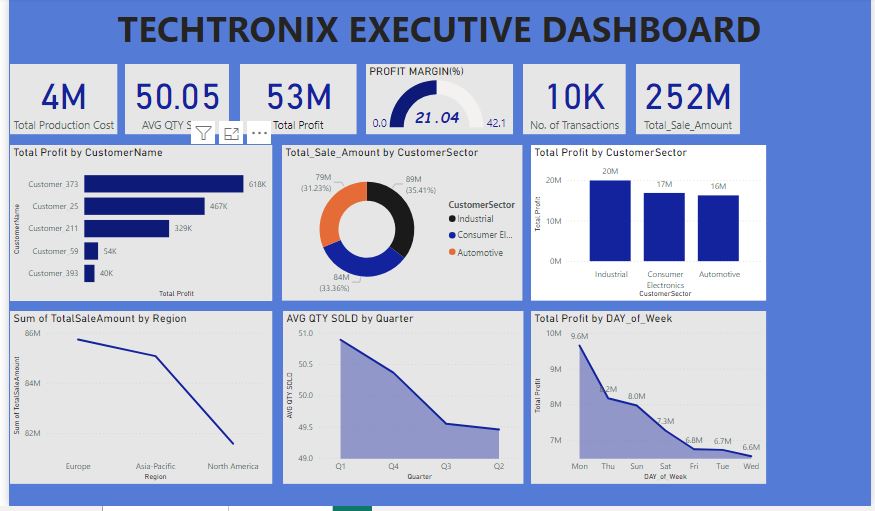 TECHTRONIX EXECUTIVE DASHBOARD
4M
Total Production Cost
50.05
AVG QTY S
53M
Total Profit
PROFIT MARGIN(%)
0.0
21.04
42.1
10K
No. of Transactions
252M
Total_Sale_Amount
Total Profit by CustomerName
CustomerName
Customer 373
618K
Customer 25
467K
Customer 211
329K
Customer 59
54K
Customer 393
40K
Total Profit
Total_Sale_Amount by CustomerSector
79M
(31.23%)
89M
(35.41%)
84M
(33.36%)
CustomerSector
Industrial
Consumer El...
Automotive
Total Profit by CustomerSector
Total Profit
20M
10M
0M
20M
17M
16M
Industrial
Consumer
Electronics
Automotive
CustomerSector
Sum of TotalSaleAmount by Region
Sum of TotalSaleAmount
86M
84M
82M
Europe
Asia-Pacific
North America
Region
AVG QTY SOLD by Quarter
AVG QTY SOLD
51.0
50.5
50.0
49.5
49.0
Q1
Q4
Q3
Q2
Quarter
Total Profit by DAY_of_Week
Total Profit
10M
9M
8M
7M
9.6M
8.0M
7.3M
6.8M
6.7M
6.6M
Mon
Thu
Sun
Sat
Fri
Tue
Wed
DAY_of_Week